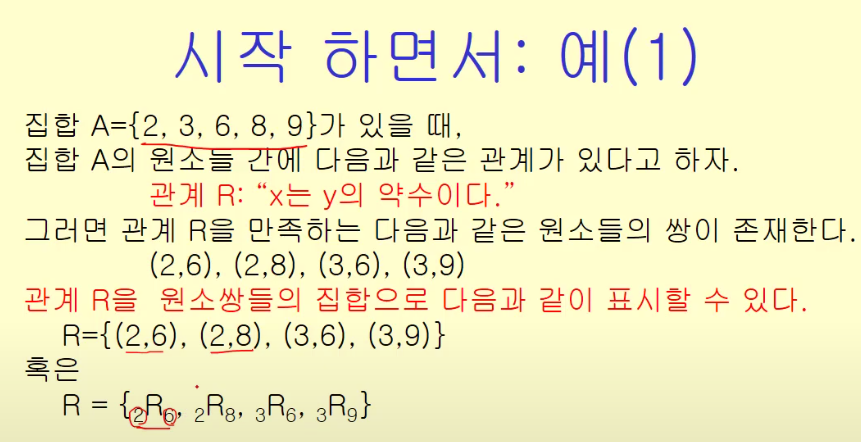 시작 하면서: 예(1)
집합 A={2, 3, 6, 8, 9}가 있을 때,
집합 A의 원소들 간에 다음과 같은 관계가 있다고 하자.
관계 R: “x는 y의 약수이다.”
그러면 관계 R을 만족하는 다음과 같은 원소들의 쌍이 존재한다.
(2,6), (2,8), (3,6), (3,9)
관계 R을 원소쌍들의 집합으로 다음과 같이 표시할 수 있다.
R={(2,6), (2,8), (3,6), (3,9)}
혹은
R = {₂R₆, ₂R₈, ₃R₆, ₃R₉}